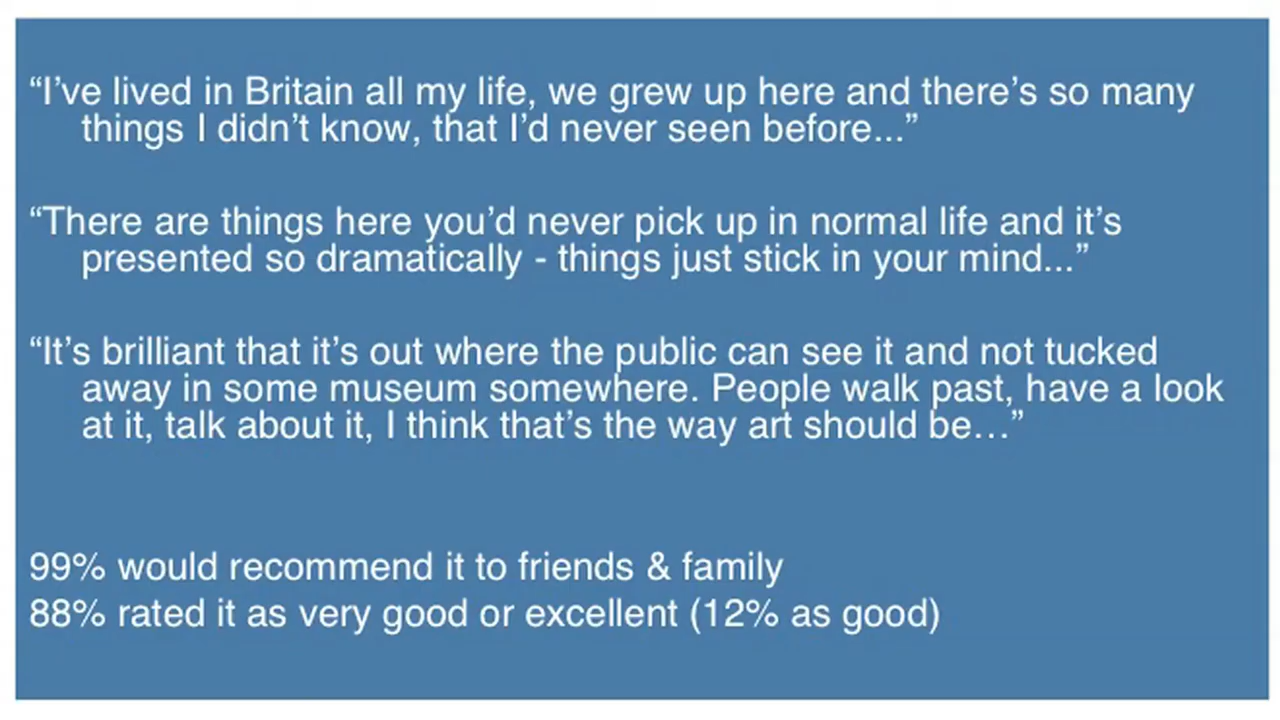 “I’ve lived in Britain all my life, we grew up here and there’s so many
things I didn’t know, that I’d never seen before...”
“There are things here you’d never pick up in normal life and it’s
presented so dramatically - things just stick in your mind...”
“It’s brilliant that it’s out where the public can see it and not tucked
away in some museum somewhere. People walk past, have a look
at it, talk about it, I think that’s the way art should be…”
99% would recommend it to friends & family
88% rated it as very good or excellent (12% as good)